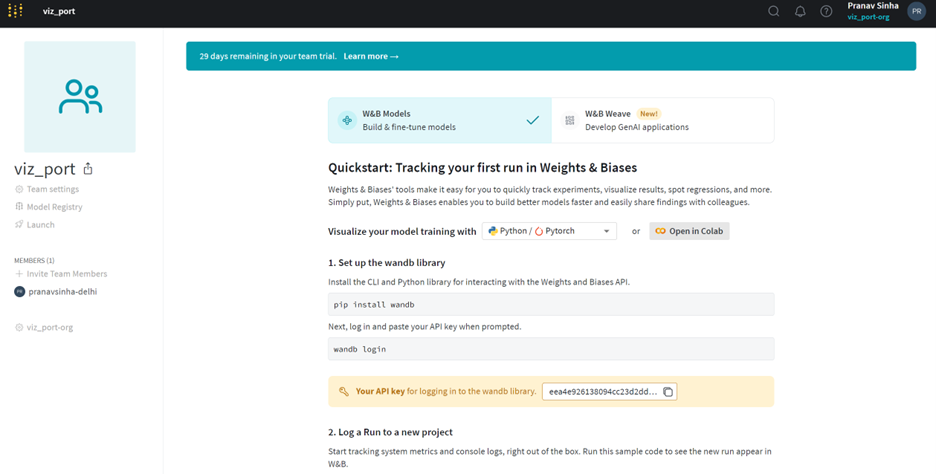 viz_port
Pranav Sinha
viz_port-org
PR
29 days remaining in your team trial. Learn more →
viz_port
Team settings
Model Registry
Launch
MEMBERS (1)
Invite Team Members
PR pranavsinha-delhi
viz_port-org
W&B Models
Build & fine-tune models
W&B Weave New!
Develop GenAI applications
Quickstart: Tracking your first run in Weights & Biases
Weights & Biases' tools make it easy for you to quickly track experiments, visualize results, spot regressions, and more.
Simply put, Weights & Biases enables you to build better models faster and easily share findings with colleagues.
Visualize your model training with Python / Pytorch or Open in Colab
1. Set up the wandb library
Install the CLI and Python library for interacting with the Weights and Biases API.
pip install wandb
Next, log in and paste your API key when prompted.
wandb login
Your API key for logging in to the wandb library. eea4e926138094cc23d2dd...
2. Log a Run to a new project
Start tracking system metrics and console logs, right out of the box. Run this sample code to see the new run appear in
W&B.